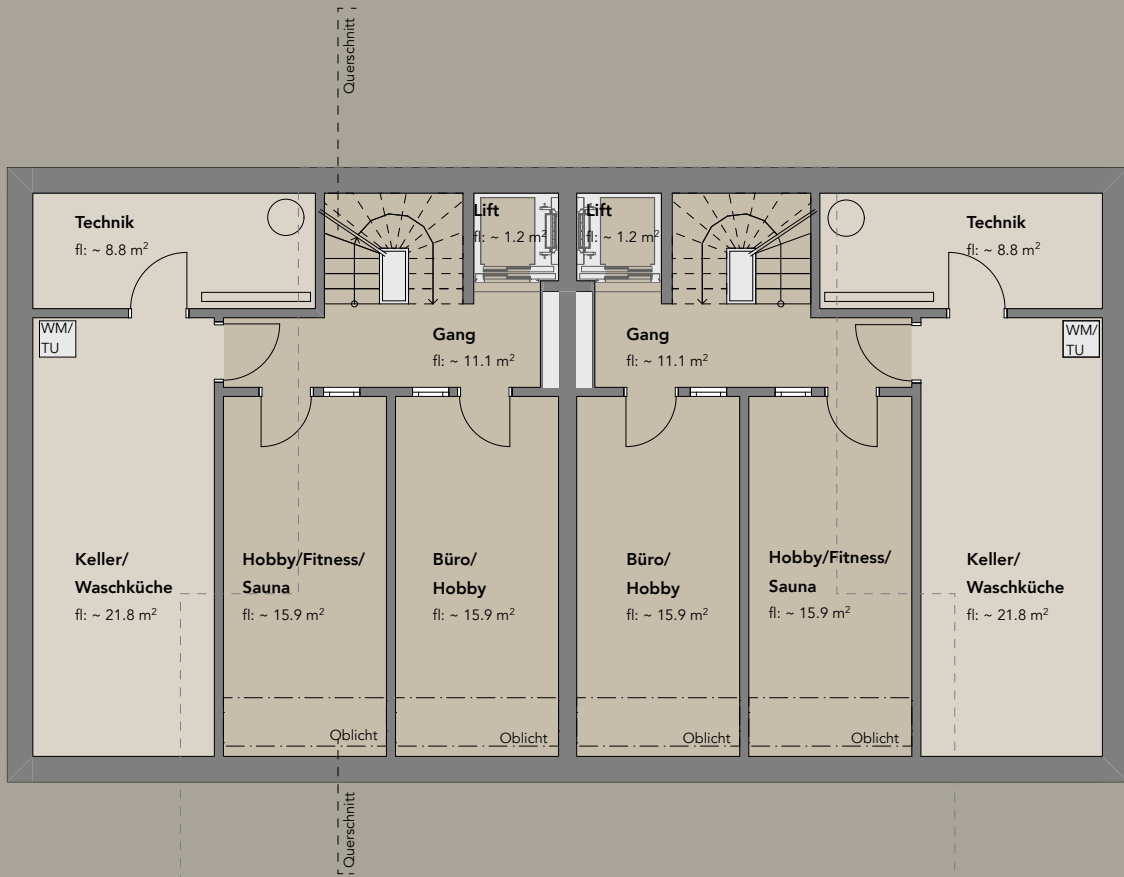 Querschnitt
Technik
fl: ~ 8.8 m²
Lift
fl: ~ 1.2 m²
Lift
fl: ~ 1.2 m²
Technik
fl: ~ 8.8 m²
WM/
TU
Gang
fl: ~ 11.1 m²
Gang
fl: ~ 11.1 m²
WM/
TU
Keller/
Waschküche
fl: ~ 21.8 m²
Hobby/Fitness/
Sauna
fl: ~ 15.9 m²
Büro/
Hobby
fl: ~ 15.9 m²
Büro/
Hobby
fl: ~ 15.9 m²
Hobby/Fitness/
Sauna
fl: ~ 15.9 m²
Keller/
Waschküche
fl: ~ 21.8 m²
Oblicht
Oblicht
Oblicht
Oblicht
Querschnitt